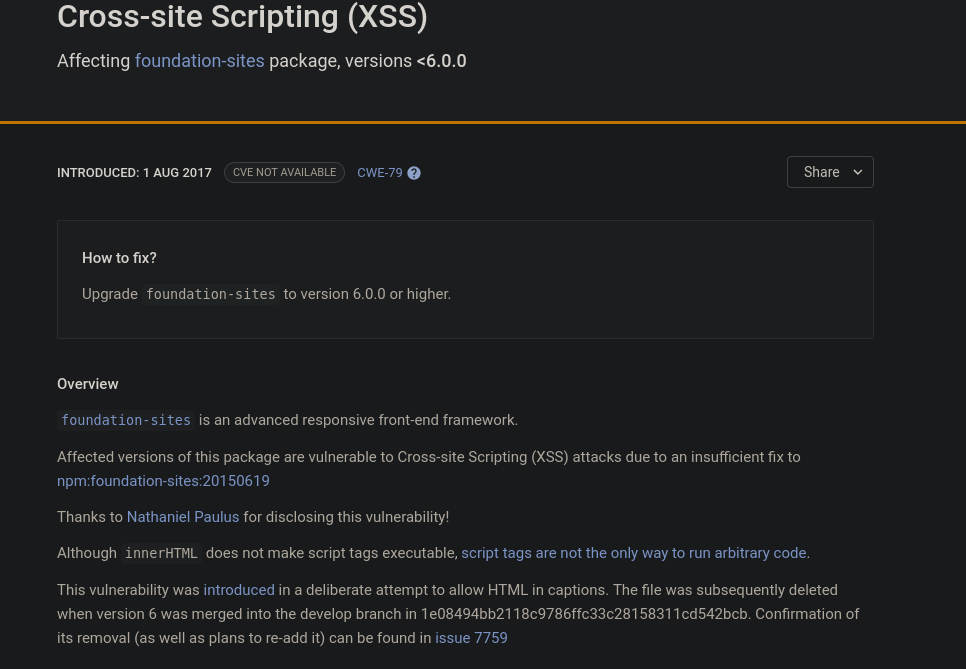 Cross-site Scripting (XSS)
Affecting foundation-sites package, versions <6.0.0
INTRODUCED: 1 AUG 2017 CVE NOT AVAILABLE CWE-79 ? Share
How to fix?
Upgrade foundation-sites to version 6.0.0 or higher.
Overview
foundation-sites is an advanced responsive front-end framework.
Affected versions of this package are vulnerable to Cross-site Scripting (XSS) attacks due to an insufficient fix to
npm:foundation-sites:20150619
Thanks to Nathaniel Paulus for disclosing this vulnerability!
Although innerHTML does not make script tags executable, script tags are not the only way to run arbitrary code.
This vulnerability was introduced in a deliberate attempt to allow HTML in captions. The file was subsequently deleted
when version 6 was merged into the develop branch in 1e08494bb2118c9786ffc33c28158311cd542bcb. Confirmation of
its removal (as well as plans to re-add it) can be found in issue 7759